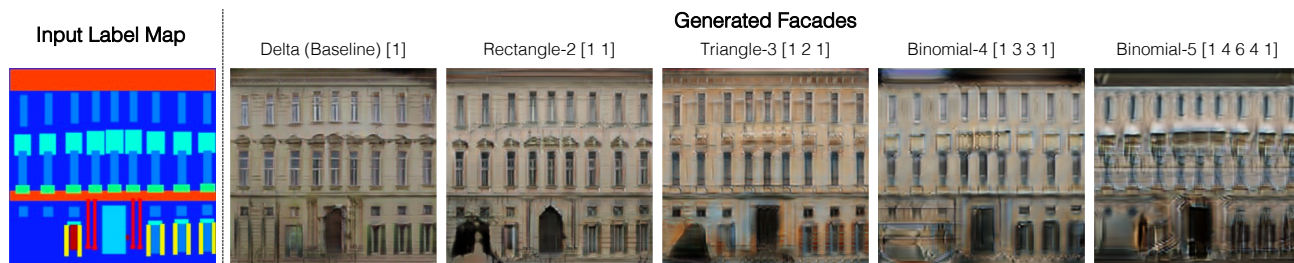 Input Label Map
Generated Facades
Delta (Baseline) [1]
Rectangle-2 [1 1]
Triangle-3 [1 2 1]
Binomial-4 [1 3 3 1]
Binomial-5 [1 4 6 4 1]